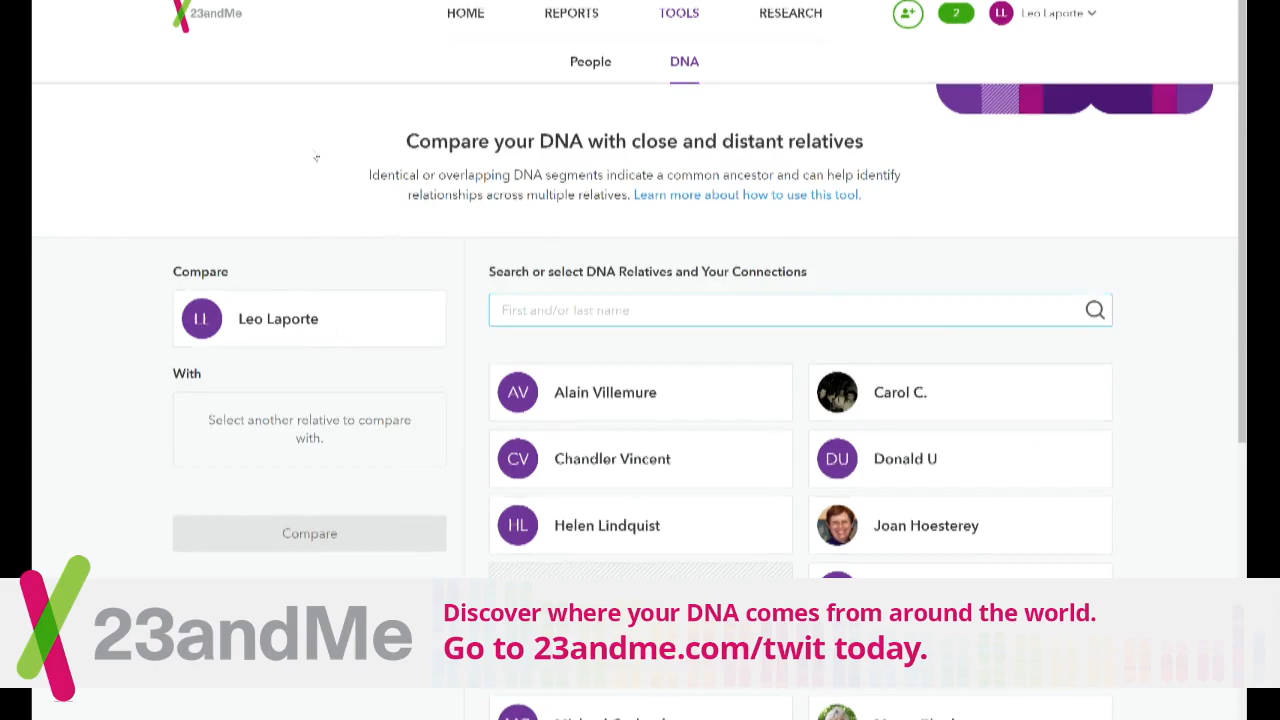 23andMe
HOME REPORTS TOOLS RESEARCH
2
LL Leo Laporte
People DNA
Compare your DNA with close and distant relatives
Identical or overlapping DNA segments indicate a common ancestor and can help identify
relationships across multiple relatives. Learn more about how to use this tool.
Compare
LL Leo Laporte
With
Select another relative to compare
with.
Compare
Search or select DNA Relatives and Your Connections
First and/or last name
AV Alain Villemure
Carol C.
CV Chandler Vincent
DU Donald U
HL Helen Lindquist
Joan Hoesterey
23andMe
Discover where your DNA comes from around the world.
Go to 23andme.com/twit today.